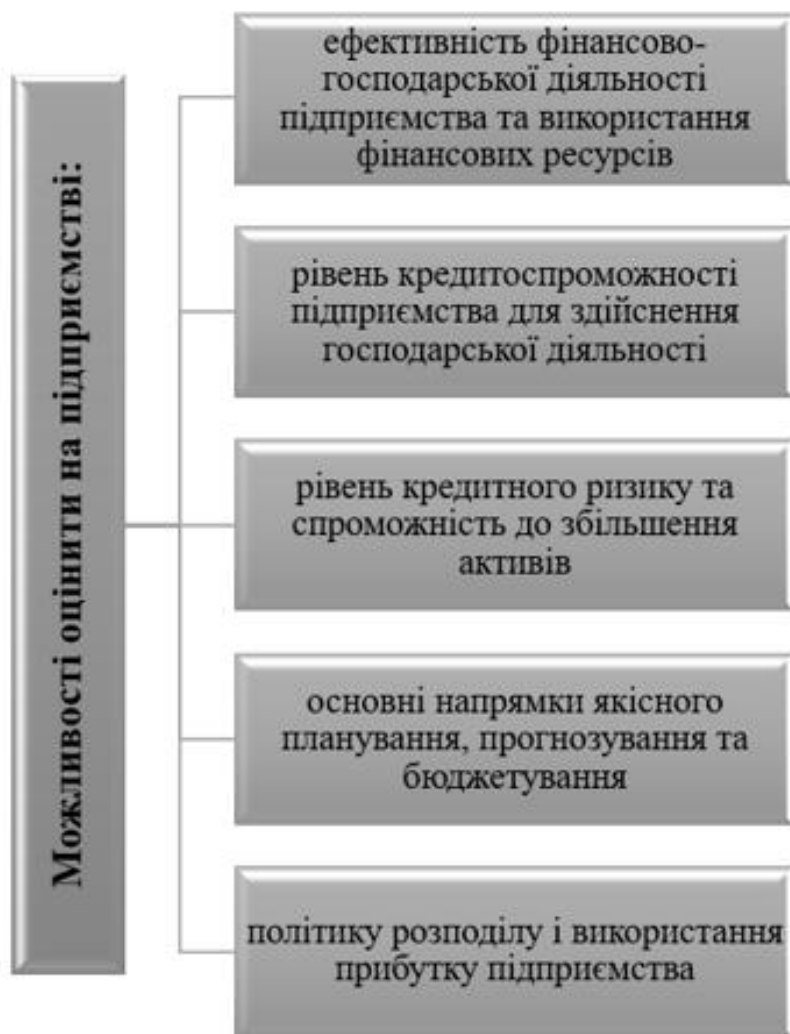 Можливості оцінити на підприємстві:
ефективність фінансово-
господарської діяльності
підприємства та використання
фінансових ресурсів
рівень кредитоспроможності
підприємства для здійснення
господарської діяльності
рівень кредитного ризику та
спроможність до збільшення
активів
основні напрямки якісного
планування, прогнозування та
бюджетування
політику розподілу і використання
прибутку підприємства